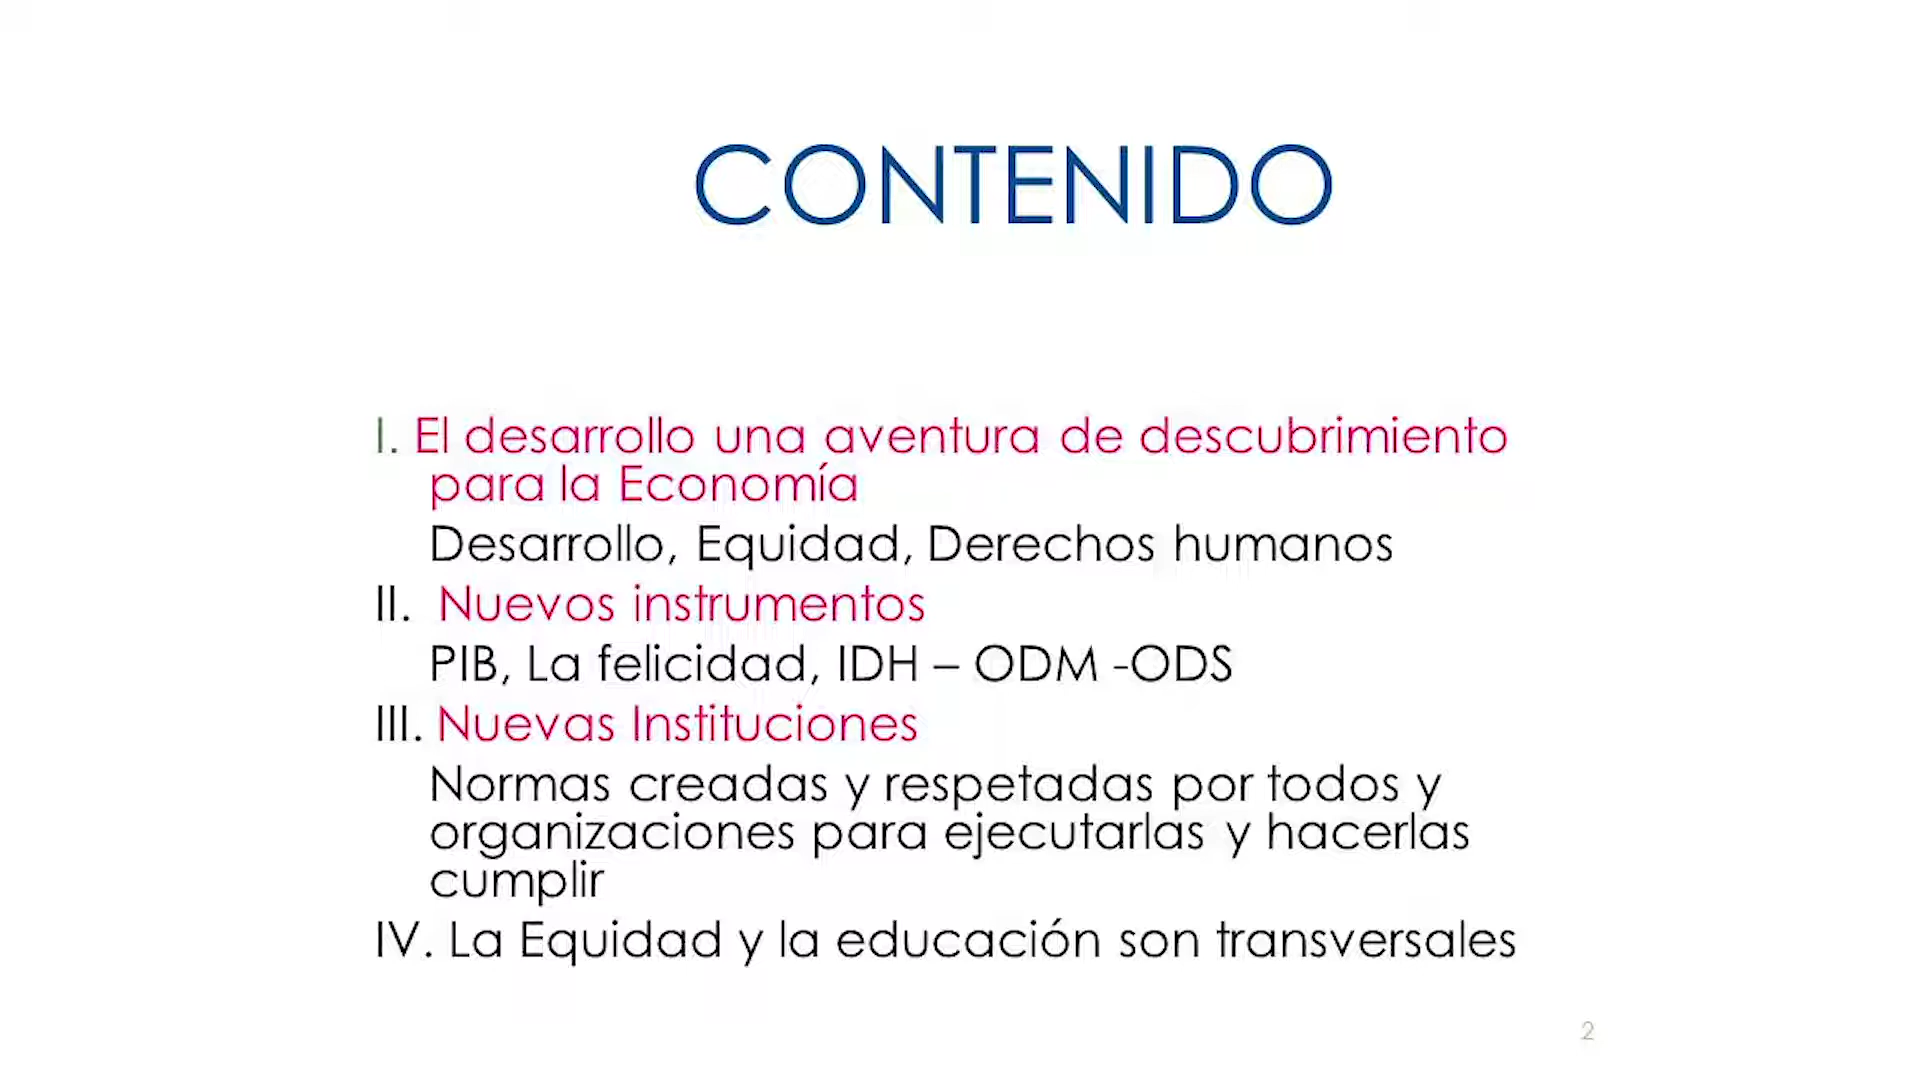 CONTENIDO
I. El desarrollo una aventura de descubrimiento
para la Economía
Desarrollo, Equidad, Derechos humanos
II. Nuevos instrumentos
PIB, La felicidad, IDH – ODM -ODS
III. Nuevas Instituciones
Normas creadas y respetadas por todos y
organizaciones para ejecutarlas y hacerlas
cumplir
IV. La Equidad y la educación son transversales
2